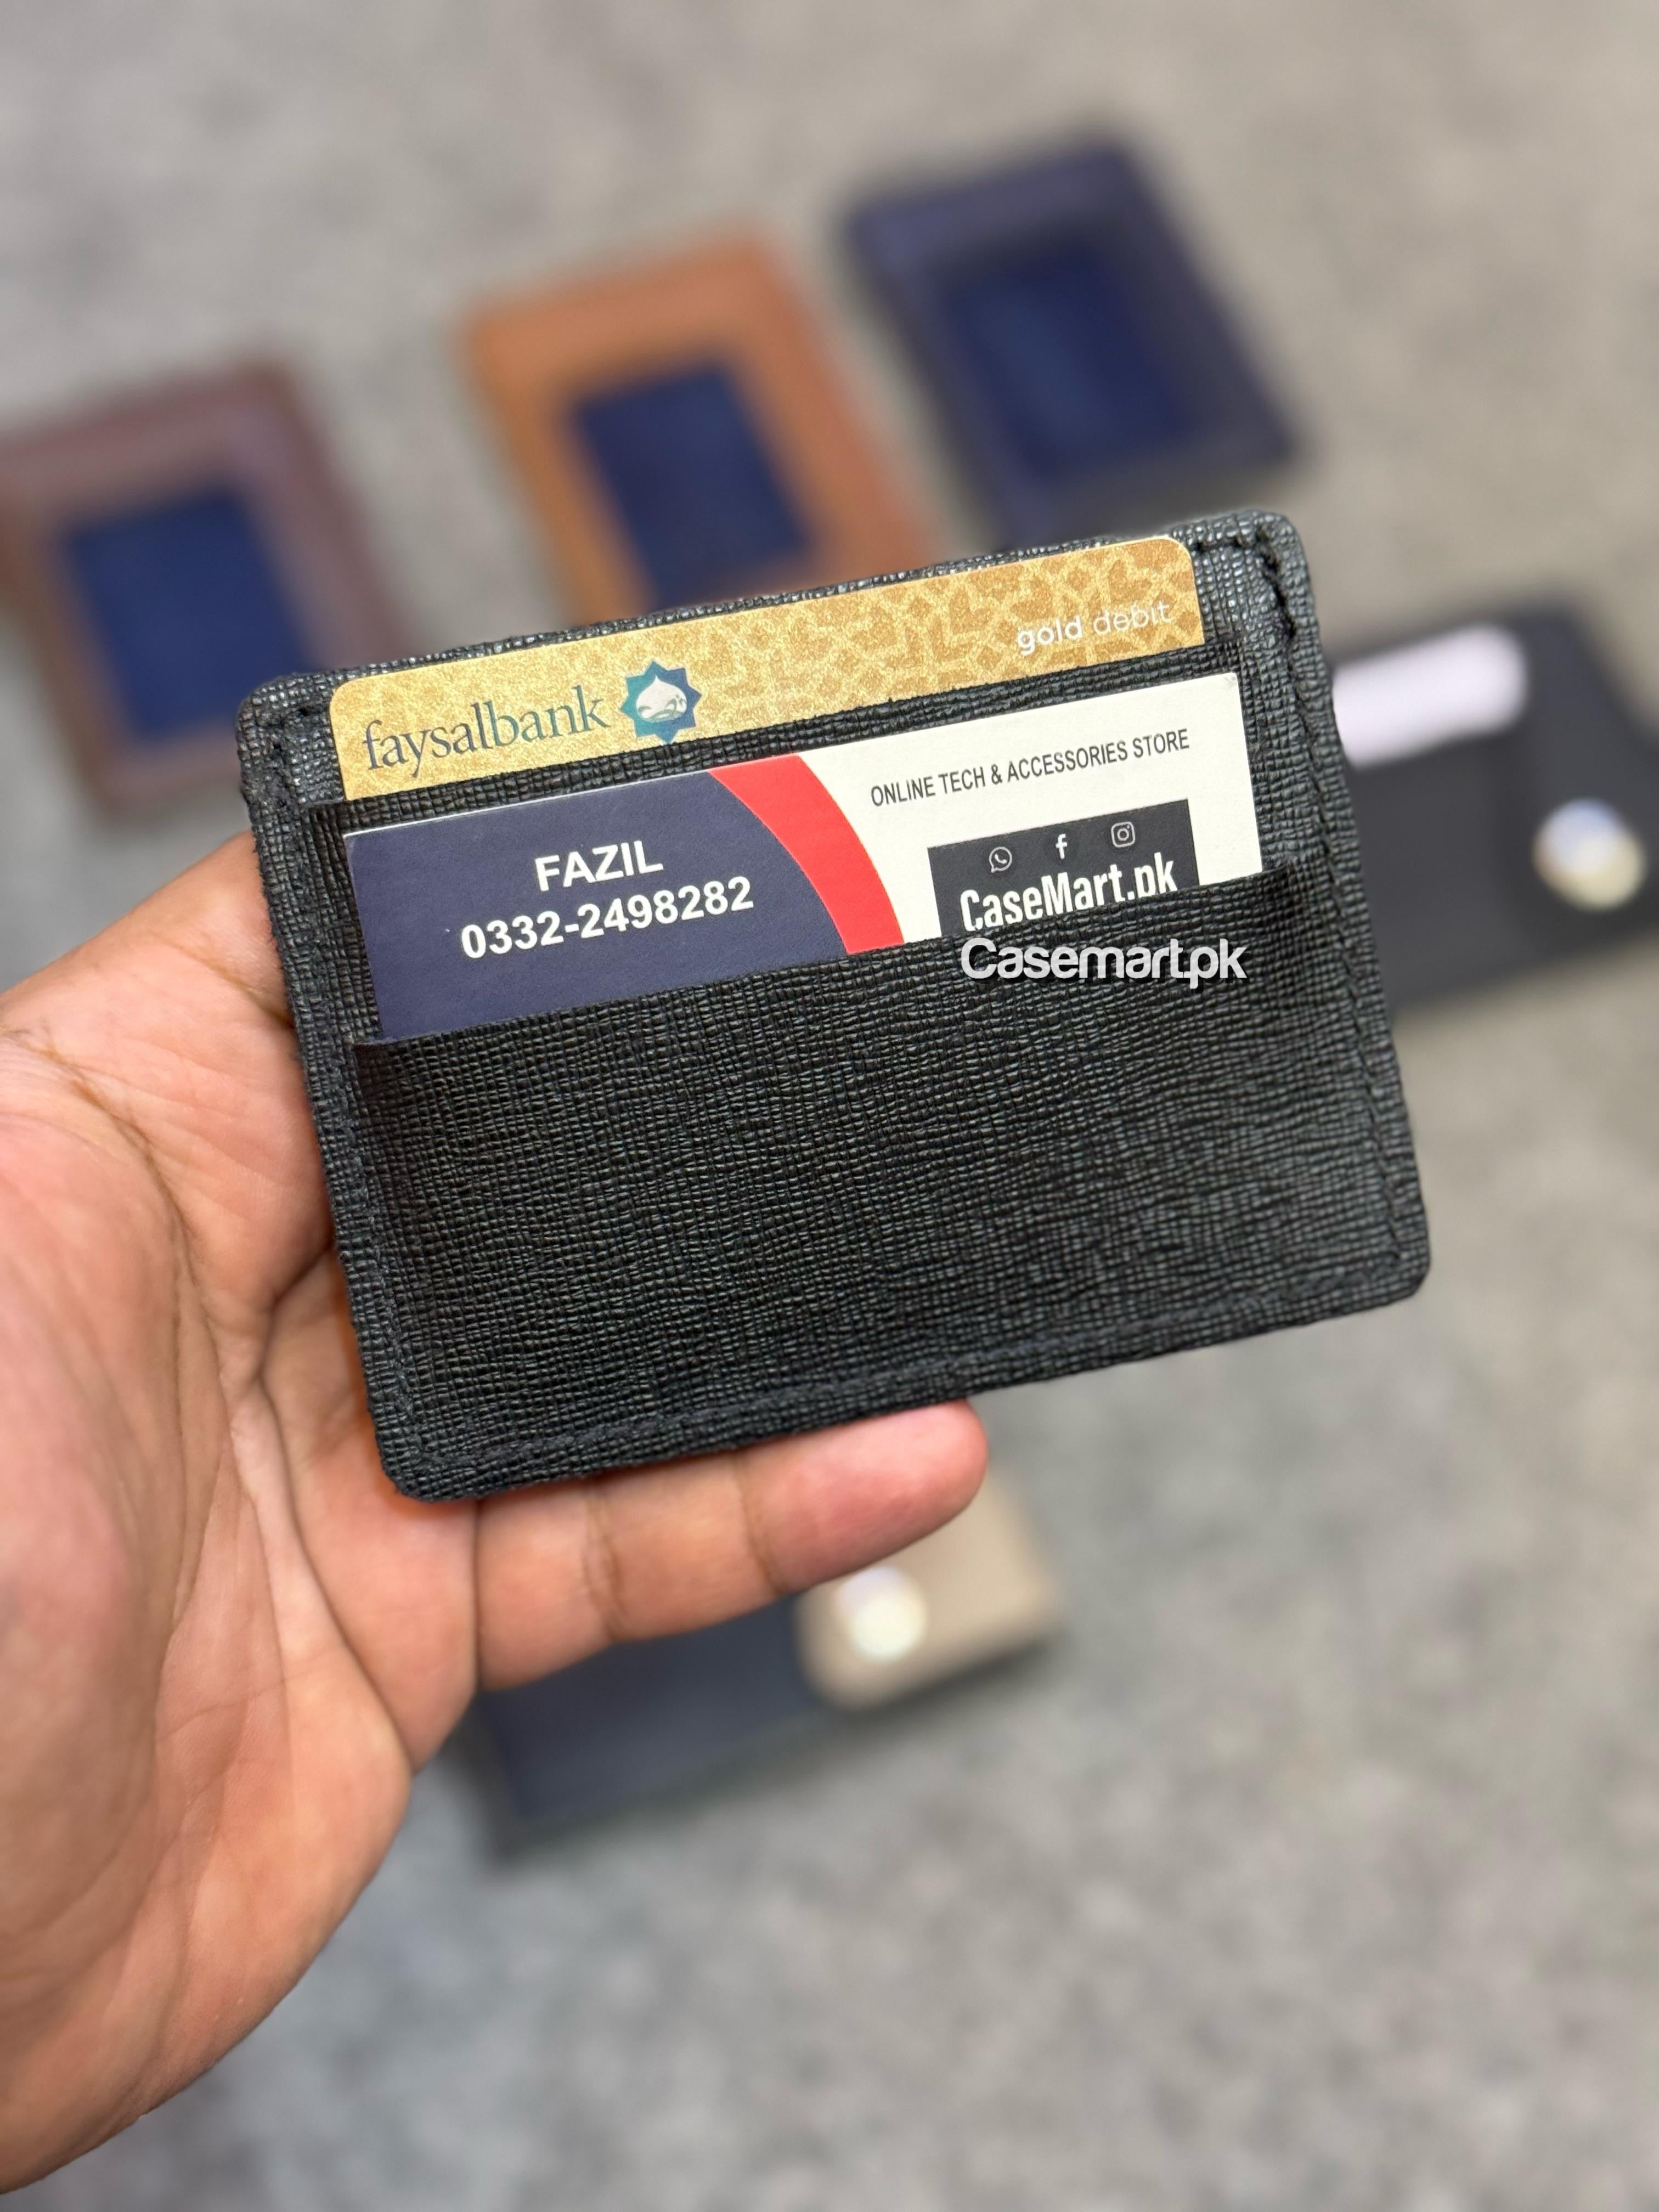 faysalbank
gold debit
FAZIL
0332-2498282
ONLINE TECH & ACCESSORIES STORE
CaseMart.pk
Casemart.pk